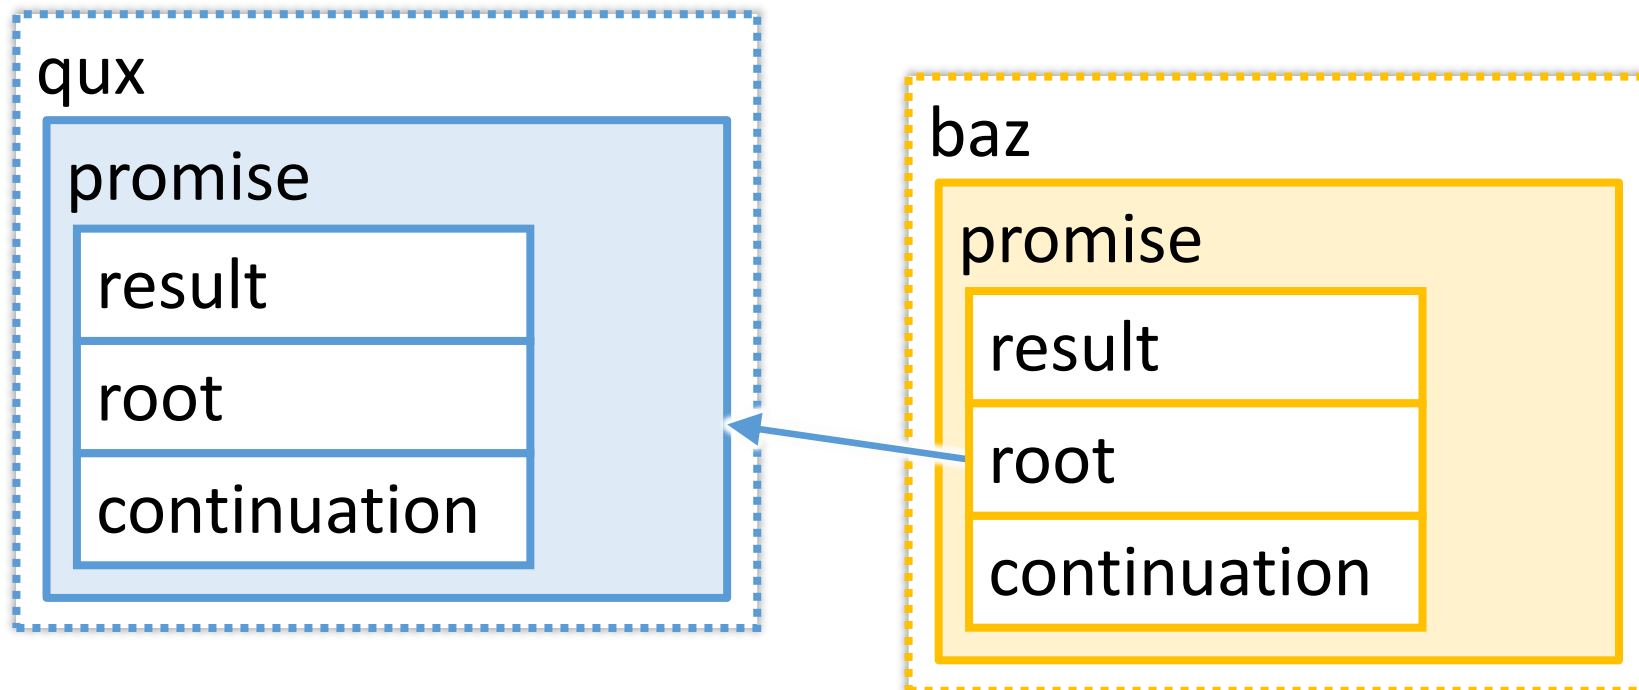 qux
promise
result
root
continuation
baz
promise
result
root
continuation